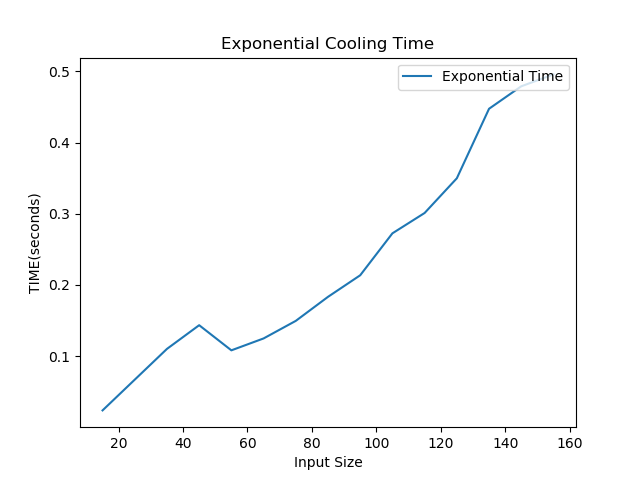 Exponential Cooling Time
Exponential Time
0.5
0.4
0.3
0.2
0.1
TIME(seconds)
20 40 60 80 100 120 140 160
Input Size